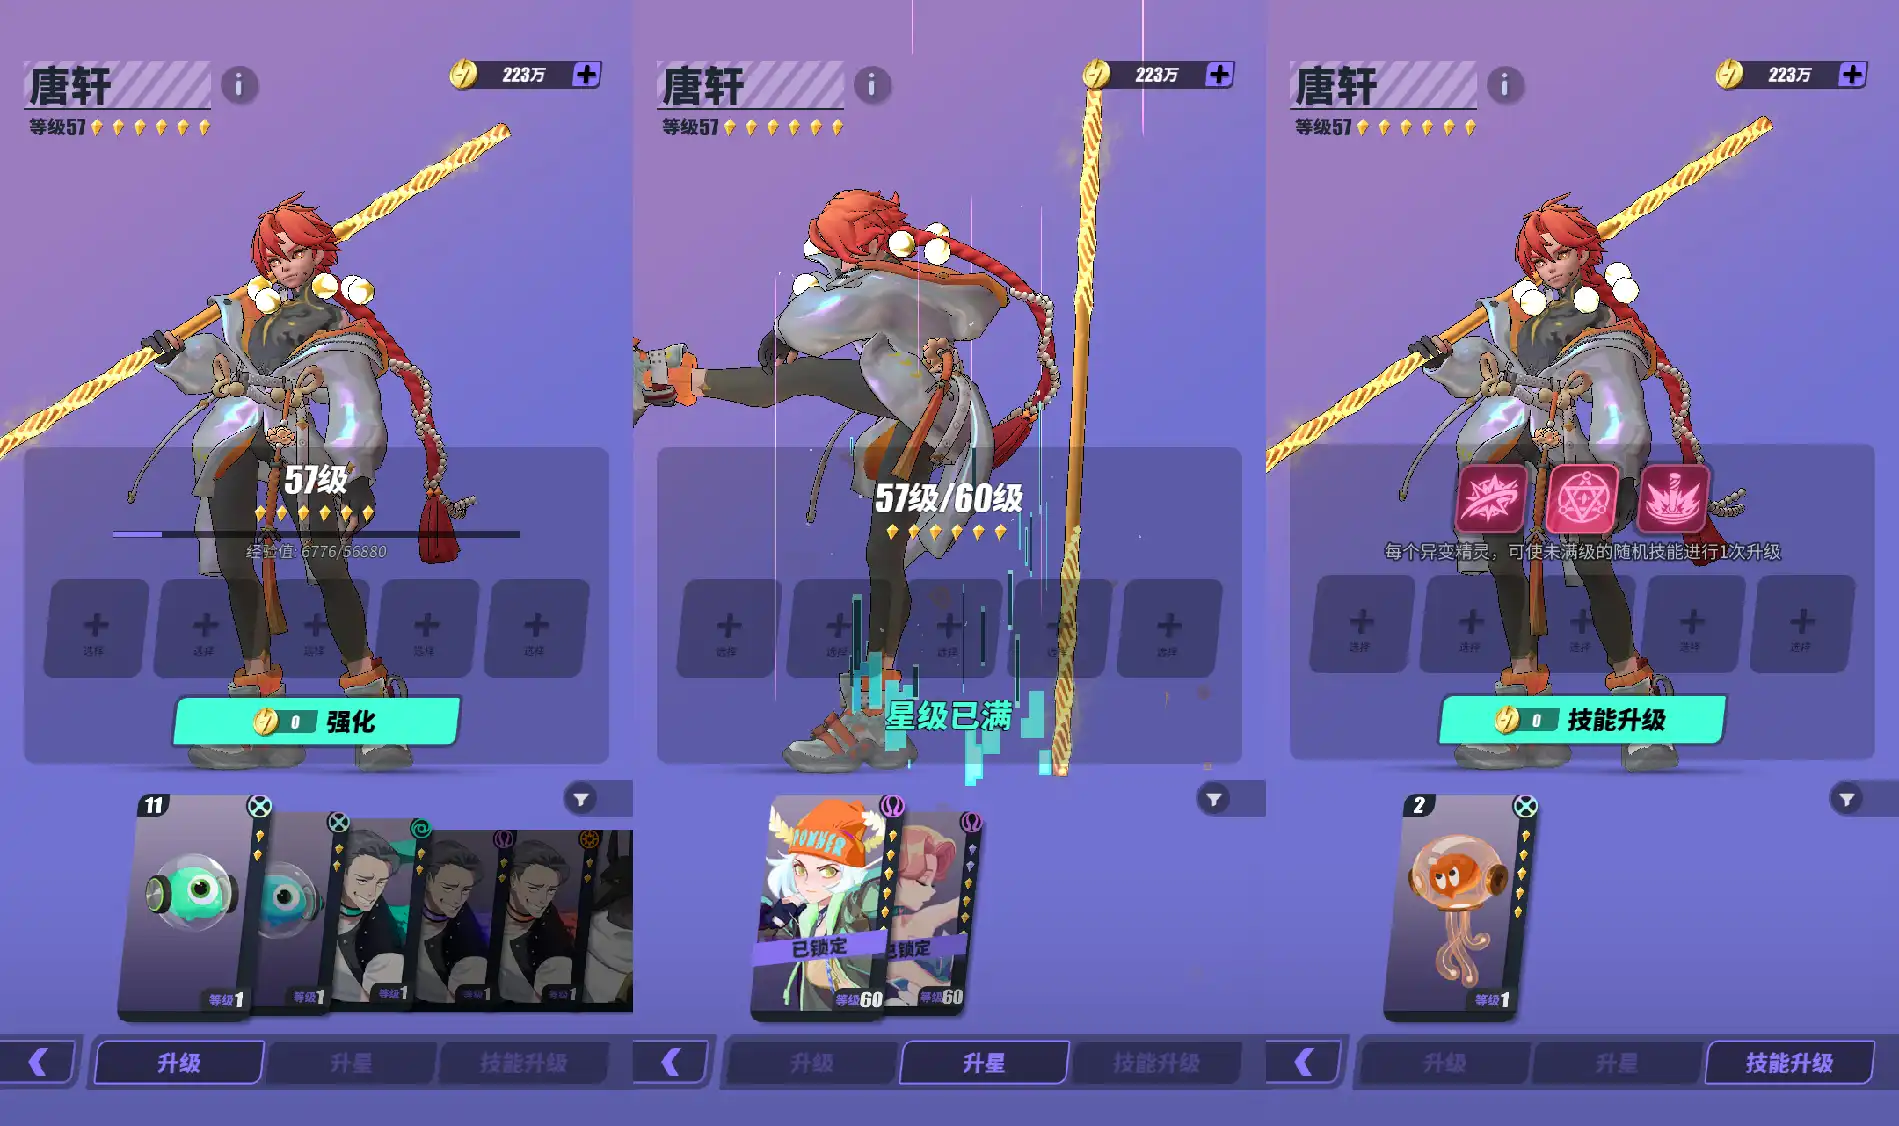 唐轩
等级57
223万
57级
经验值: 6776/56880
选择
选择
选择
选择
选择
0 强化
11
等级1
等级1
等级1
等级1
等级1
升级
升星
技能升级
唐轩
等级57
223万
57级/60级
选择
选择
选择
选择
选择
星级已满
POWNER
已锁定
已锁定
等级60
等级60
升级
升星
技能升级
唐轩
等级57
223万
每个异变精灵，可使未满级的随机技能进行1次升级
选择
选择
选择
选择
选择
0 技能升级
2
等级1
升级
升星
技能升级